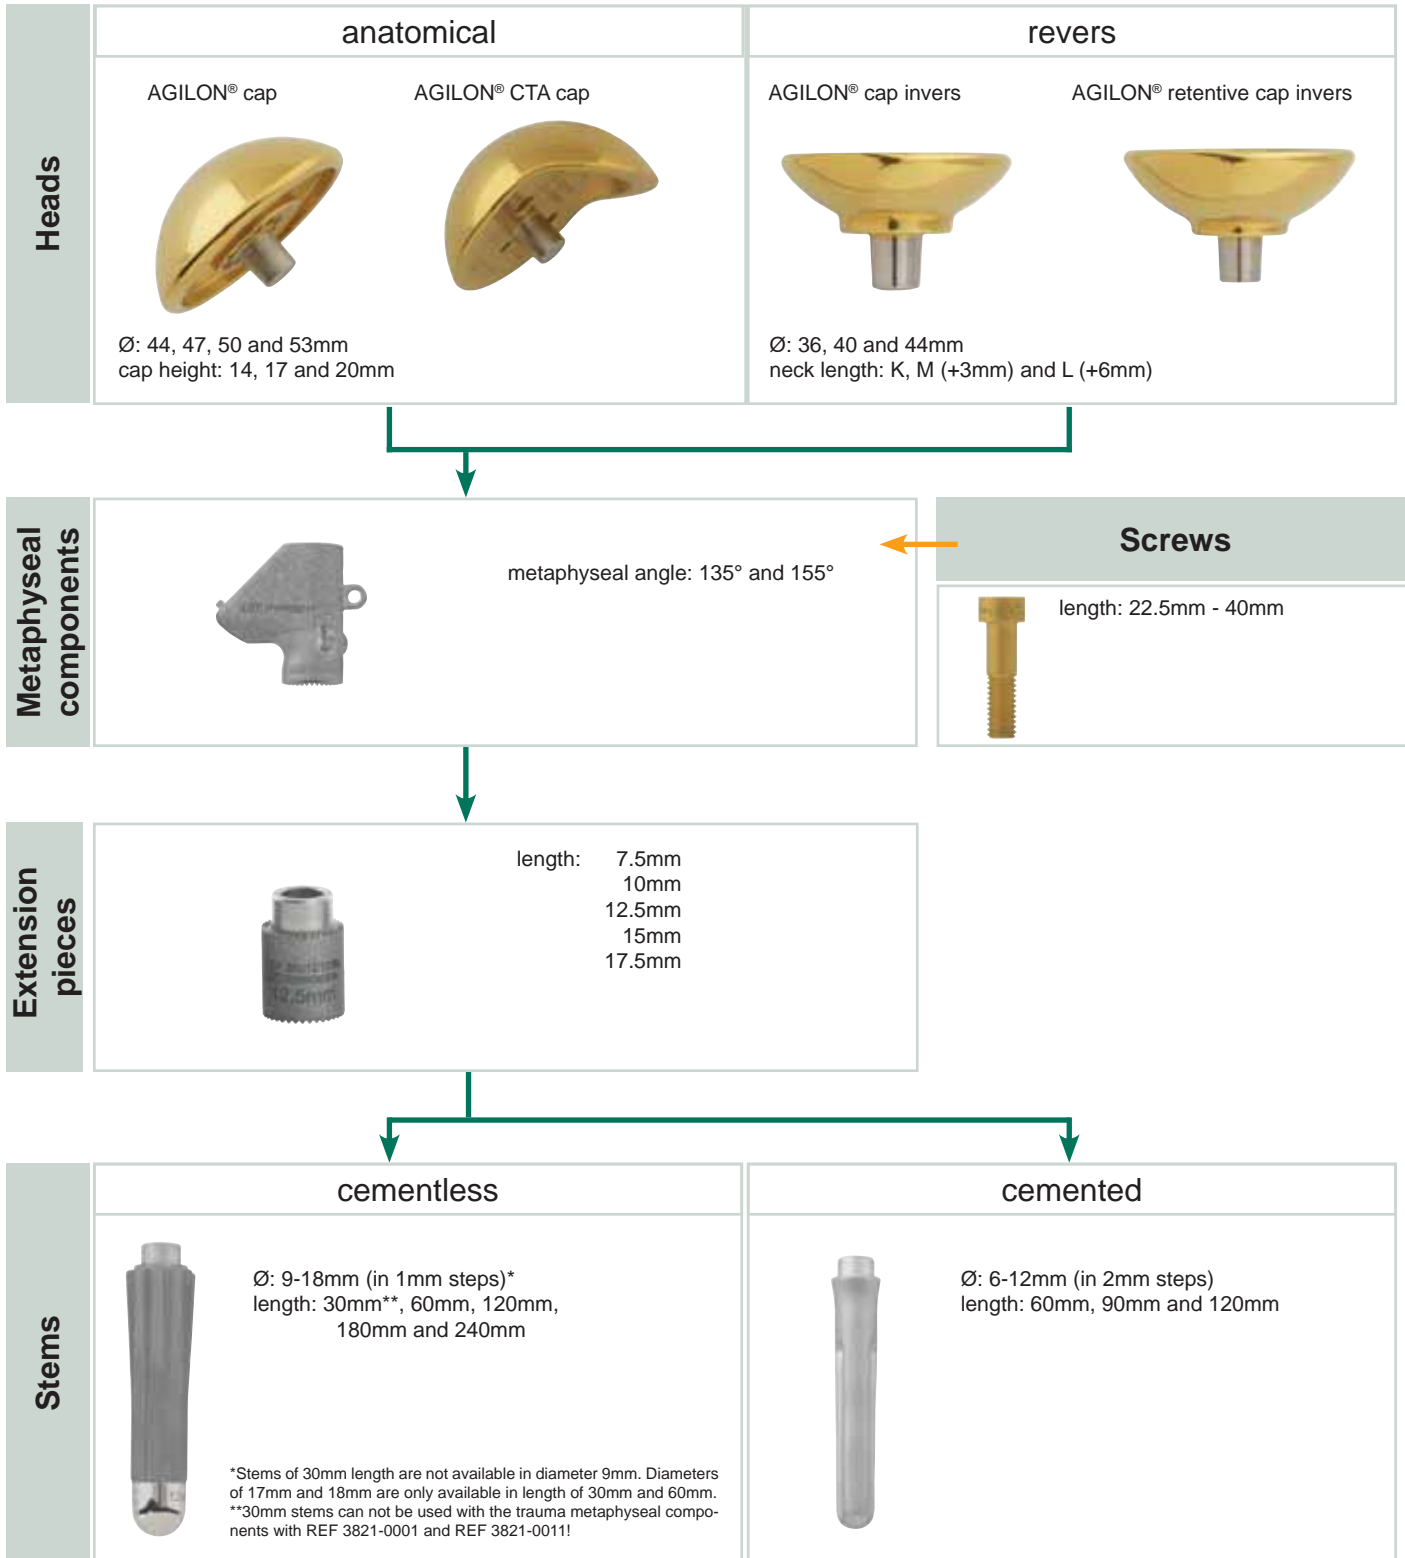 anatomical
revers
Heads
AGILON® cap
AGILON® CTA cap
AGILON® cap invers
AGILON® retentive cap invers
Ø: 44, 47, 50 and 53mm
cap height: 14, 17 and 20mm
Ø: 36, 40 and 44mm
neck length: K, M (+3mm) and L (+6mm)
Metaphyseal
components
metaphyseal angle: 135° and 155°
Screws
length: 22.5mm - 40mm
Extension
pieces
12,5mm
length: 7.5mm
10mm
12.5mm
15mm
17.5mm
Stems
cementless
cemented
Ø: 9-18mm (in 1mm steps)*
length: 30mm**, 60mm, 120mm,
180mm and 240mm
*Stems of 30mm length are not available in diameter 9mm. Diameters
of 17mm and 18mm are only available in length of 30mm and 60mm.
**30mm stems can not be used with the trauma metaphyseal compo-
nents with REF 3821-0001 and REF 3821-0011!
Ø: 6-12mm (in 2mm steps)
length: 60mm, 90mm and 120mm